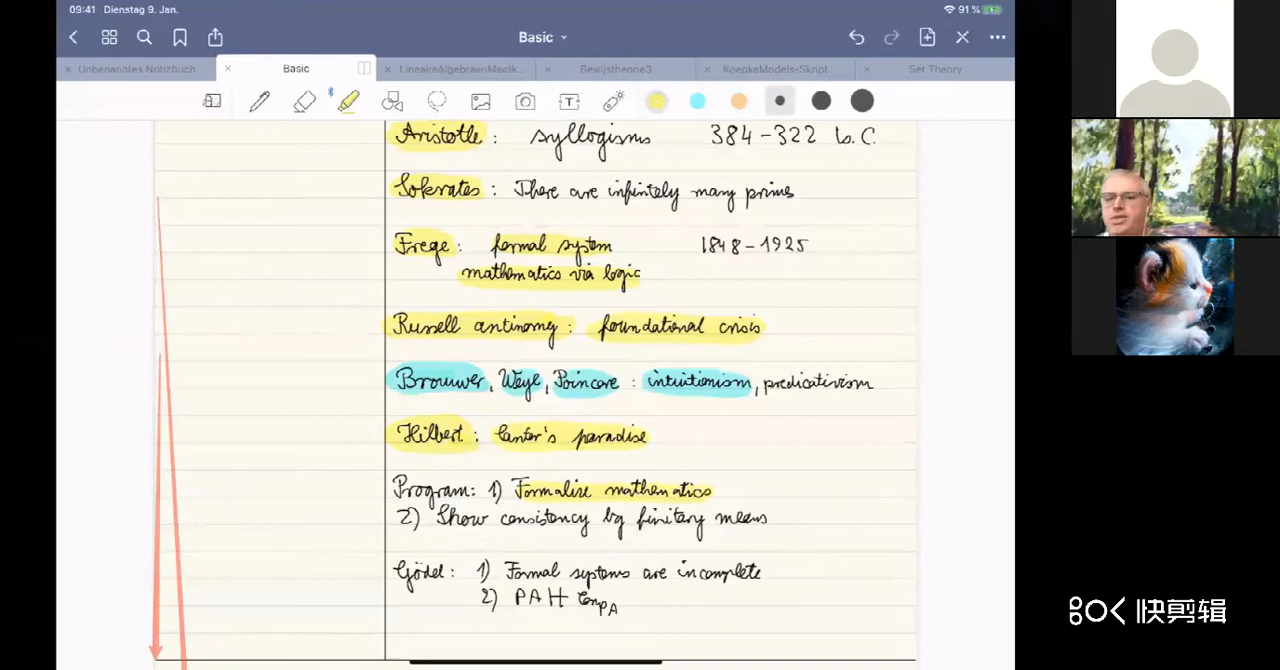 09:41 Dienstag 9. Jan.
91 %
Basic
Unbenanntes Notizbuch
Basic
LineaireAlgebraenMeetk...
Bewijstheorie3
KoepkeModels-Skript
Set Theory
Aristotle: syllogisms 384-322 b.C.
Sokrates: There are infintely many primes
Frege: formal system 1848-1925
mathematics via logic
Russell antinomy: foundational crisis
Brouwer, Weyl, Poincare: intuitionism, predicativism
Hilbert: Cantor's paradise
Program: 1) Formalise mathematics
2) Show consistency by finitary means
Gödel: 1) Formal systems are incomplete
2) PA ⊬ Con_PA
快剪辑